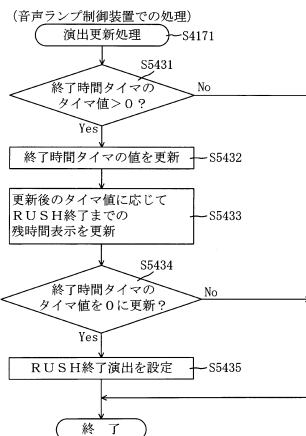 (音声ランプ制御装置での処理)
演出更新処理
S4171
S5431
終了時間タイマの
タイマ値>0?
No
Yes
終了時間タイマの値を更新
S5432
更新後のタイマ値に応じて
RUSH終了までの
残時間表示を更新
S5433
S5434
終了時間タイマの
タイマ値を0に更新?
No
Yes
RUSH終了演出を設定
S5435
終 了